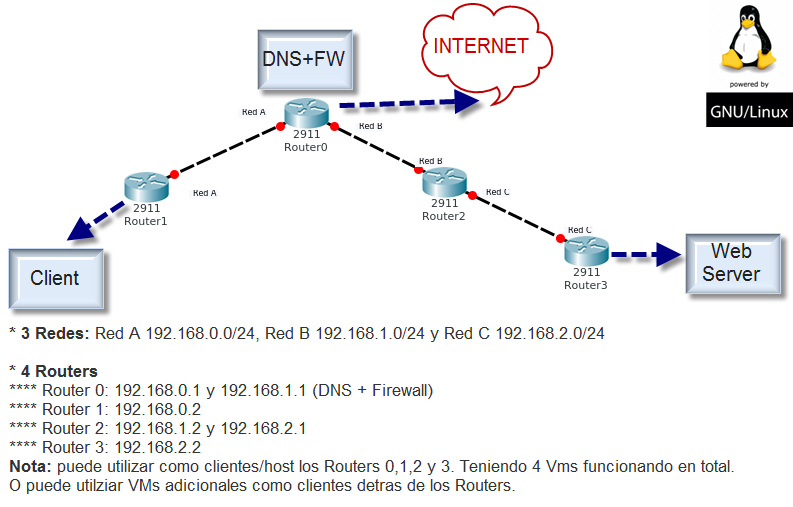 DNS+FW
INTERNET
powered by
GNU/Linux
Red A
2911
Router0
Red B
Red B
2911
Router1
Red A
2911
Router2
Red C
Red C
2911
Router3
Client
Web
Server
* 3 Redes: Red A 192.168.0.0/24, Red B 192.168.1.0/24 y Red C 192.168.2.0/24
* 4 Routers
**** Router 0: 192.168.0.1 y 192.168.1.1 (DNS + Firewall)
**** Router 1: 192.168.0.2
**** Router 2: 192.168.1.2 y 192.168.2.1
**** Router 3: 192.168.2.2
Nota: puede utilizar como clientes/host los Routers 0,1,2 y 3. Teniendo 4 Vms funcionando en total.
O puede utilziar VMs adicionales como clientes detras de los Routers.